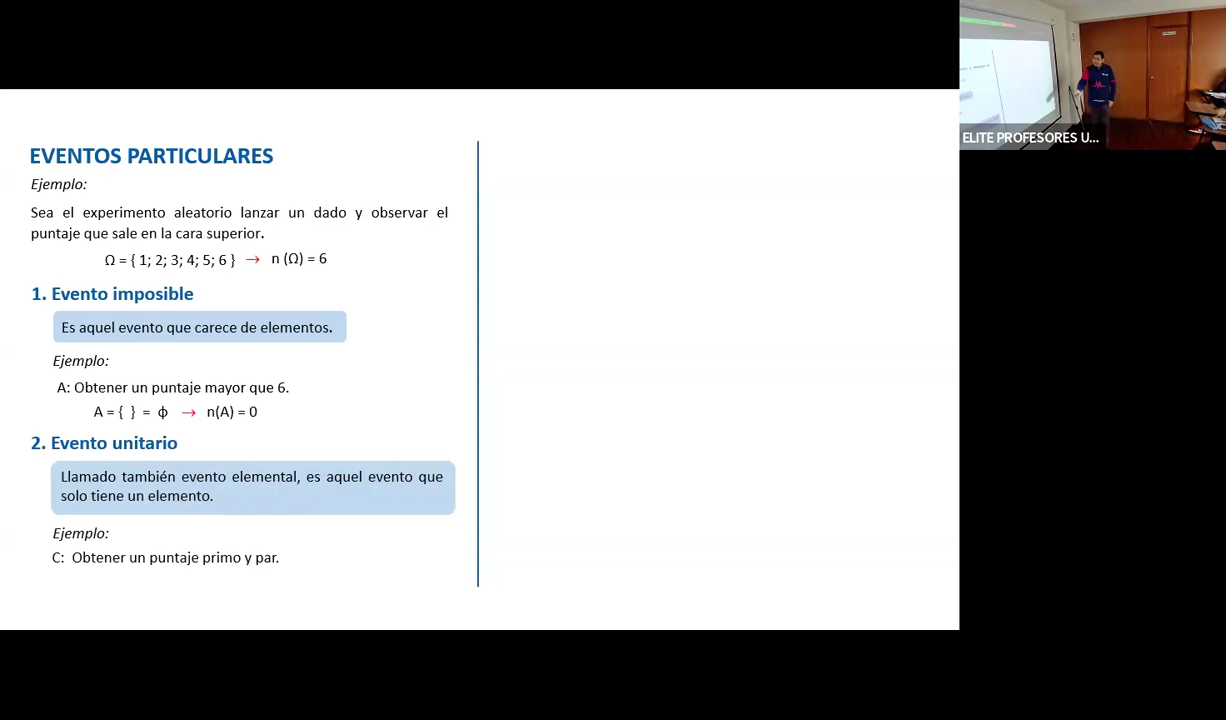 EVENTOS PARTICULARES
Ejemplo:
Sea el experimento aleatorio lanzar un dado y observar el
puntaje que sale en la cara superior.
Ω = { 1; 2; 3; 4; 5; 6 } → n (Ω) = 6
1. Evento imposible
Es aquel evento que carece de elementos.
Ejemplo:
A: Obtener un puntaje mayor que 6.
A = { } = ϕ → n(A) = 0
2. Evento unitario
Llamado también evento elemental, es aquel evento que
solo tiene un elemento.
Ejemplo:
C: Obtener un puntaje primo y par.
ELITE PROFESORES U...